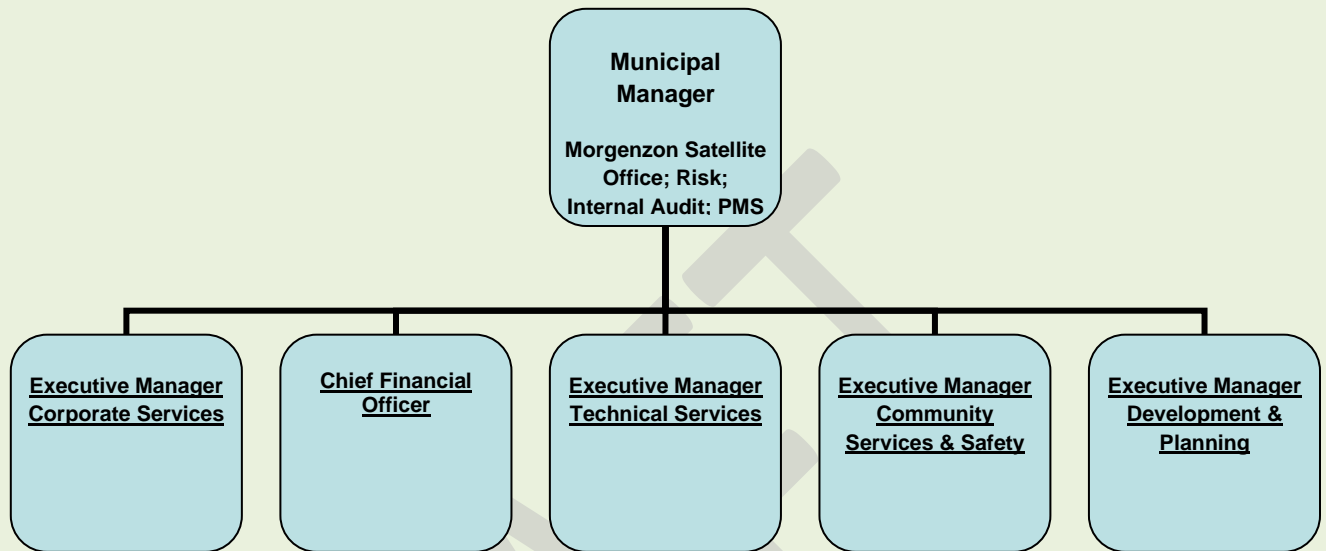 Municipal
Manager
Morgenzon Satellite
Office; Risk;
Internal Audit: PMS
Executive Manager
Corporate Services
Chief Financial
Officer
Executive Manager
Technical Services
Executive Manager
Community
Services & Safety
Executive Manager
Development &
Planning